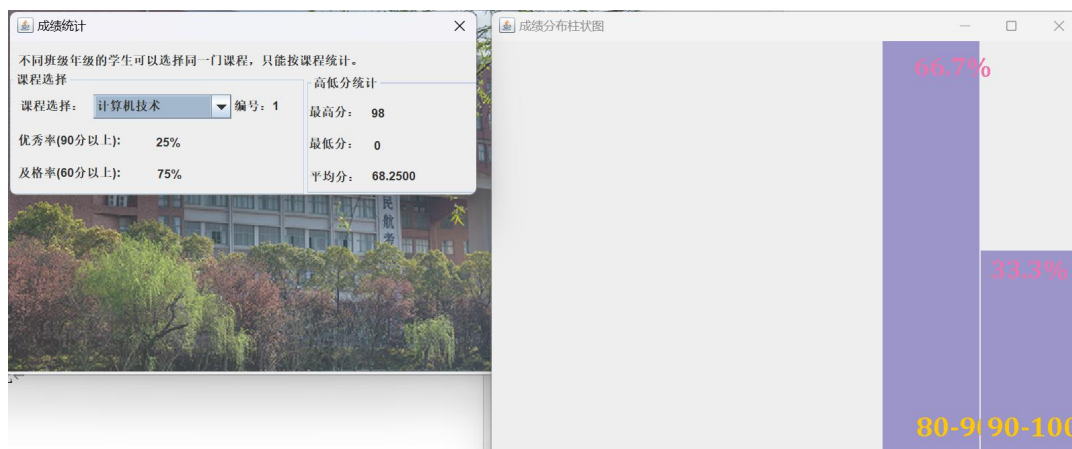 成绩统计
不同班级年级的学生可以选择同一门课程，只能按课程统计。
课程选择
课程选择： 计算机技术 编号：1
优秀率(90分以上): 25%
及格率(60分以上): 75%
高低分统计
最高分： 98
最低分： 0
平均分： 68.2500
民航
成绩分布柱状图
66.7%
33.3%
80-90
90-100